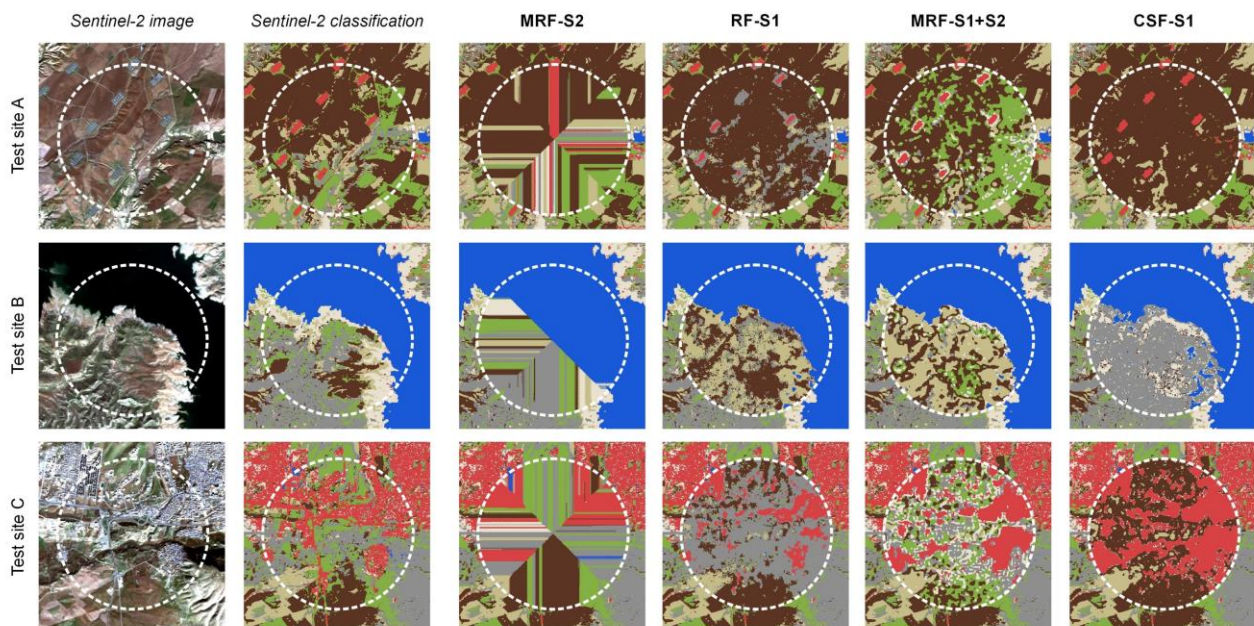 Sentinel-2 image Sentinel-2 classification MRF-S2 RF-S1 MRF-S1+S2 CSF-S1
Test site A
Test site B
Test site C